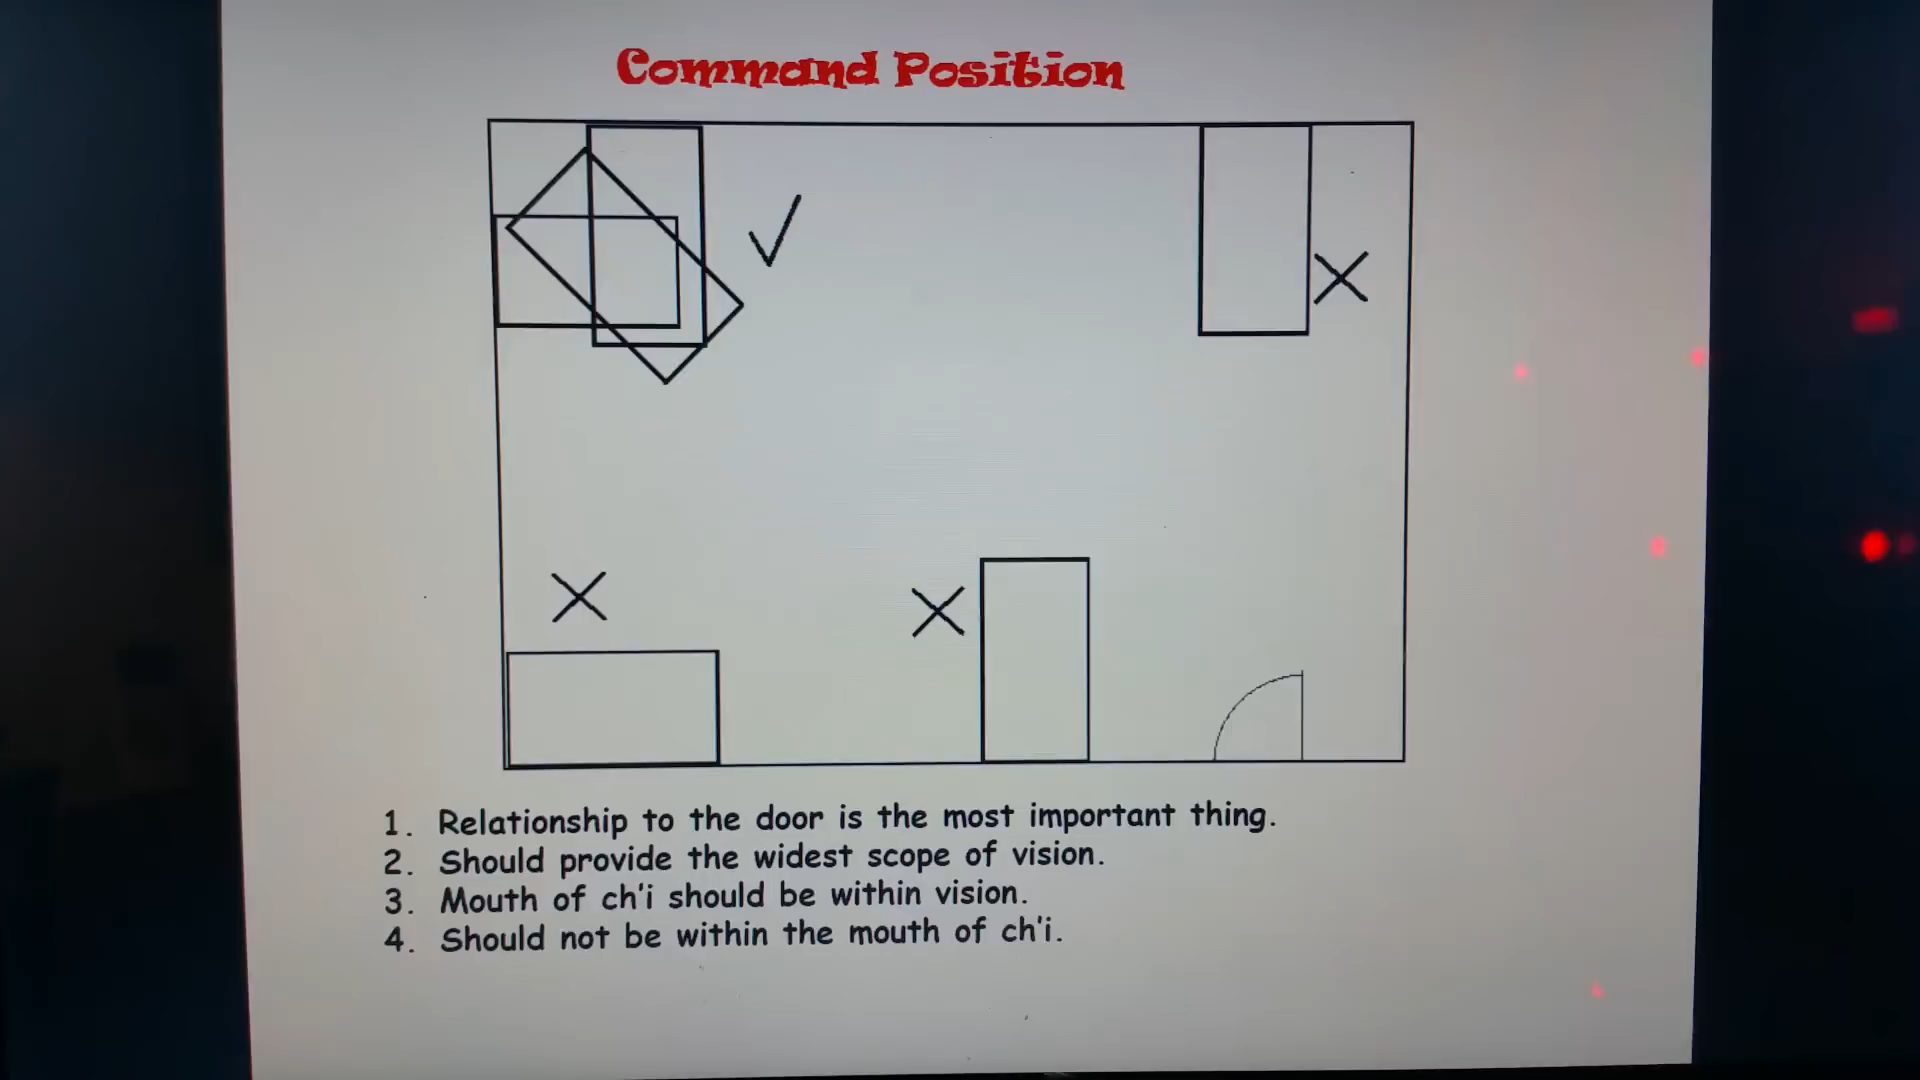 Command Position
1. Relationship to the door is the most important thing.
2. Should provide the widest scope of vision.
3. Mouth of ch'i should be within vision.
4. Should not be within the mouth of ch'i.